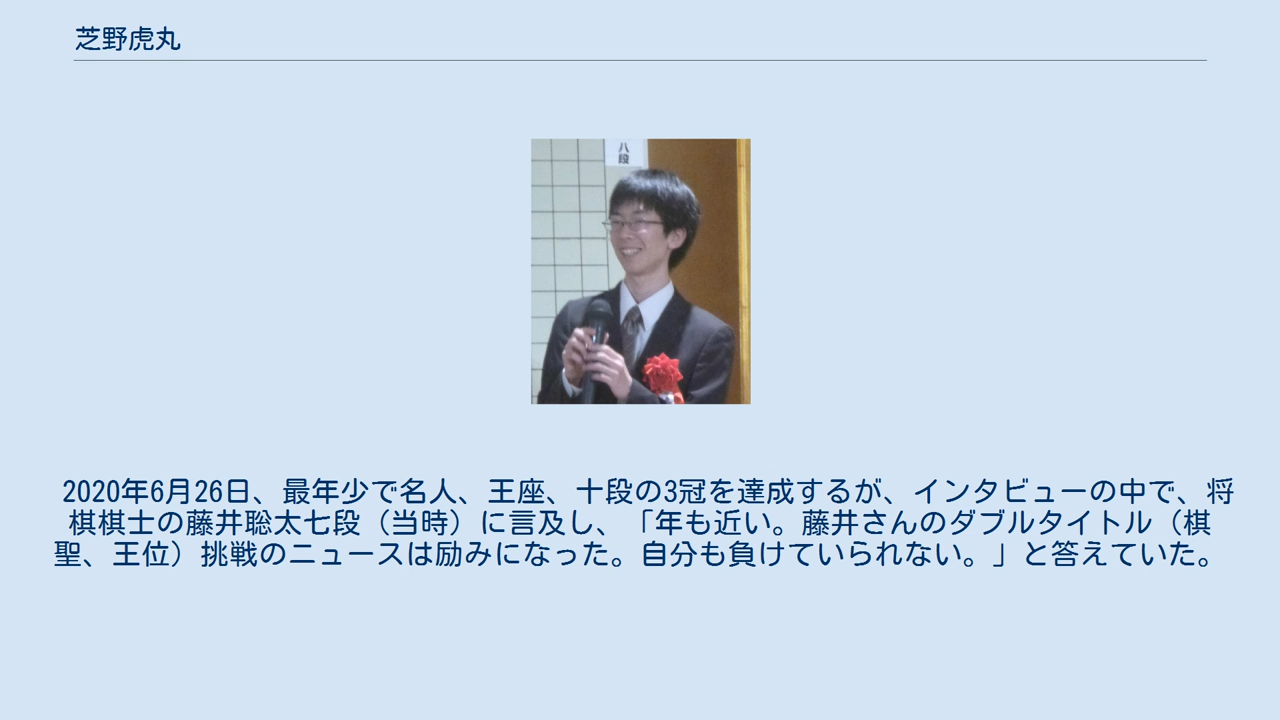 芝野虎丸
八段
2020年6月26日、最年少で名人、王座、十段の3冠を達成するが、インタビューの中で、将
棋棋士の藤井聡太七段（当時）に言及し、「年も近い。藤井さんのダブルタイトル（棋
聖、王位）挑戦のニュースは励みになった。自分も負けていられない。」と答えていた。